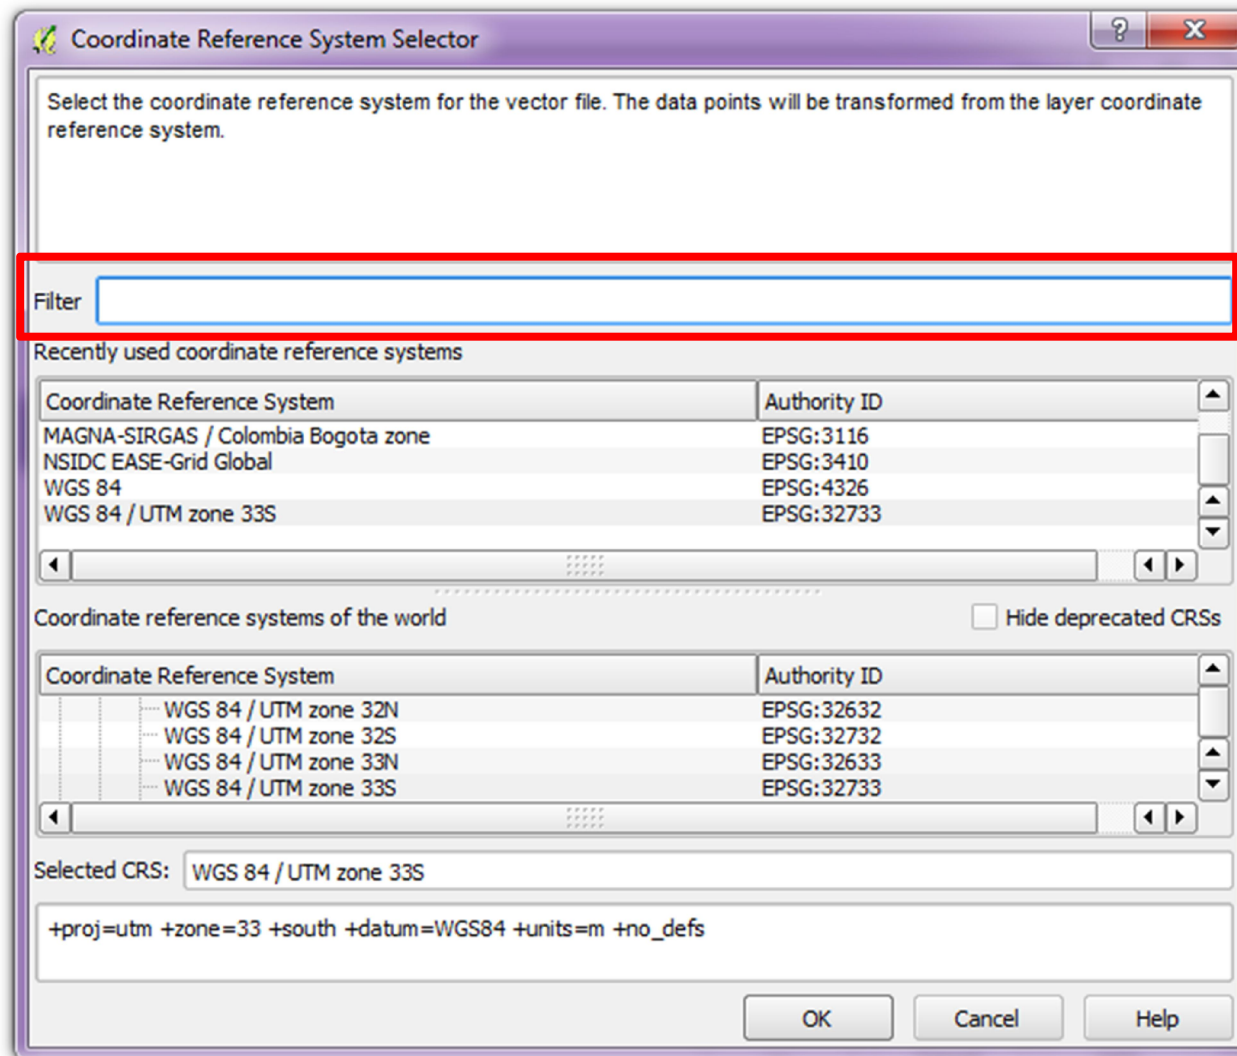 Coordinate Reference System Selector
Select the coordinate reference system for the vector file. The data points will be transformed from the layer coordinate
reference system.
Filter
Recently used coordinate reference systems
Coordinate Reference System Authority ID
MAGNA-SIRGAS / Colombia Bogota zone EPSG:3116
NSIDC EASE-Grid Global EPSG:3410
WGS 84 EPSG:4326
WGS 84 / UTM zone 33S EPSG:32733
Coordinate reference systems of the world Hide deprecated CRSs
Coordinate Reference System Authority ID
WGS 84 / UTM zone 32N EPSG:32632
WGS 84 / UTM zone 32S EPSG:32732
WGS 84 / UTM zone 33N EPSG:32633
WGS 84 / UTM zone 33S EPSG:32733
Selected CRS: WGS 84 / UTM zone 33S
+proj=utm +zone=33 +south +datum=WGS84 +units=m +no_defs
OK Cancel Help